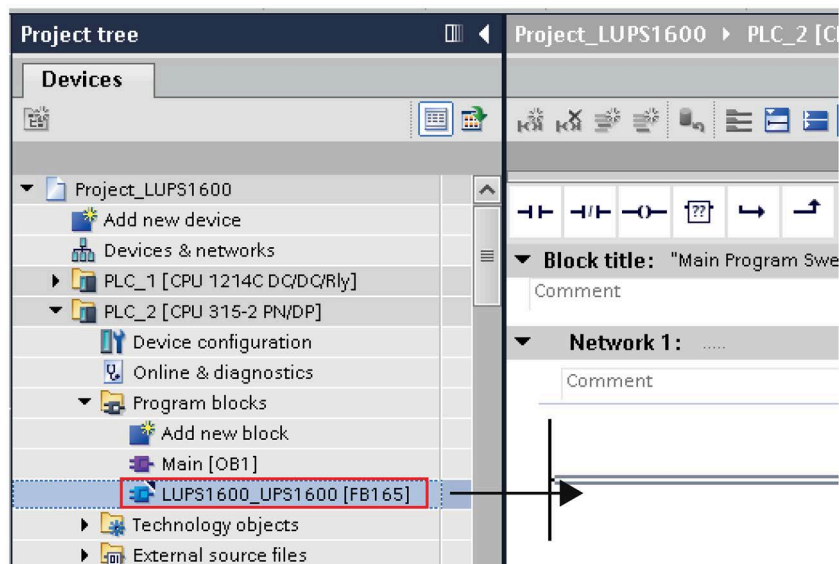 Project tree
Devices
Project_LUPS1600
Add new device
Devices & networks
PLC_1 [CPU 1214C DC/DC/Rly]
PLC_2 [CPU 315-2 PN/DP]
Device configuration
Online & diagnostics
Program blocks
Add new block
Main [OB1]
LUPS1600_UPS1600 [FB165]
Technology objects
External source files
Project_LUPS1600 ▸ PLC_2 [C
??
Block title: "Main Program Swe
Comment
Network 1: .....
Comment